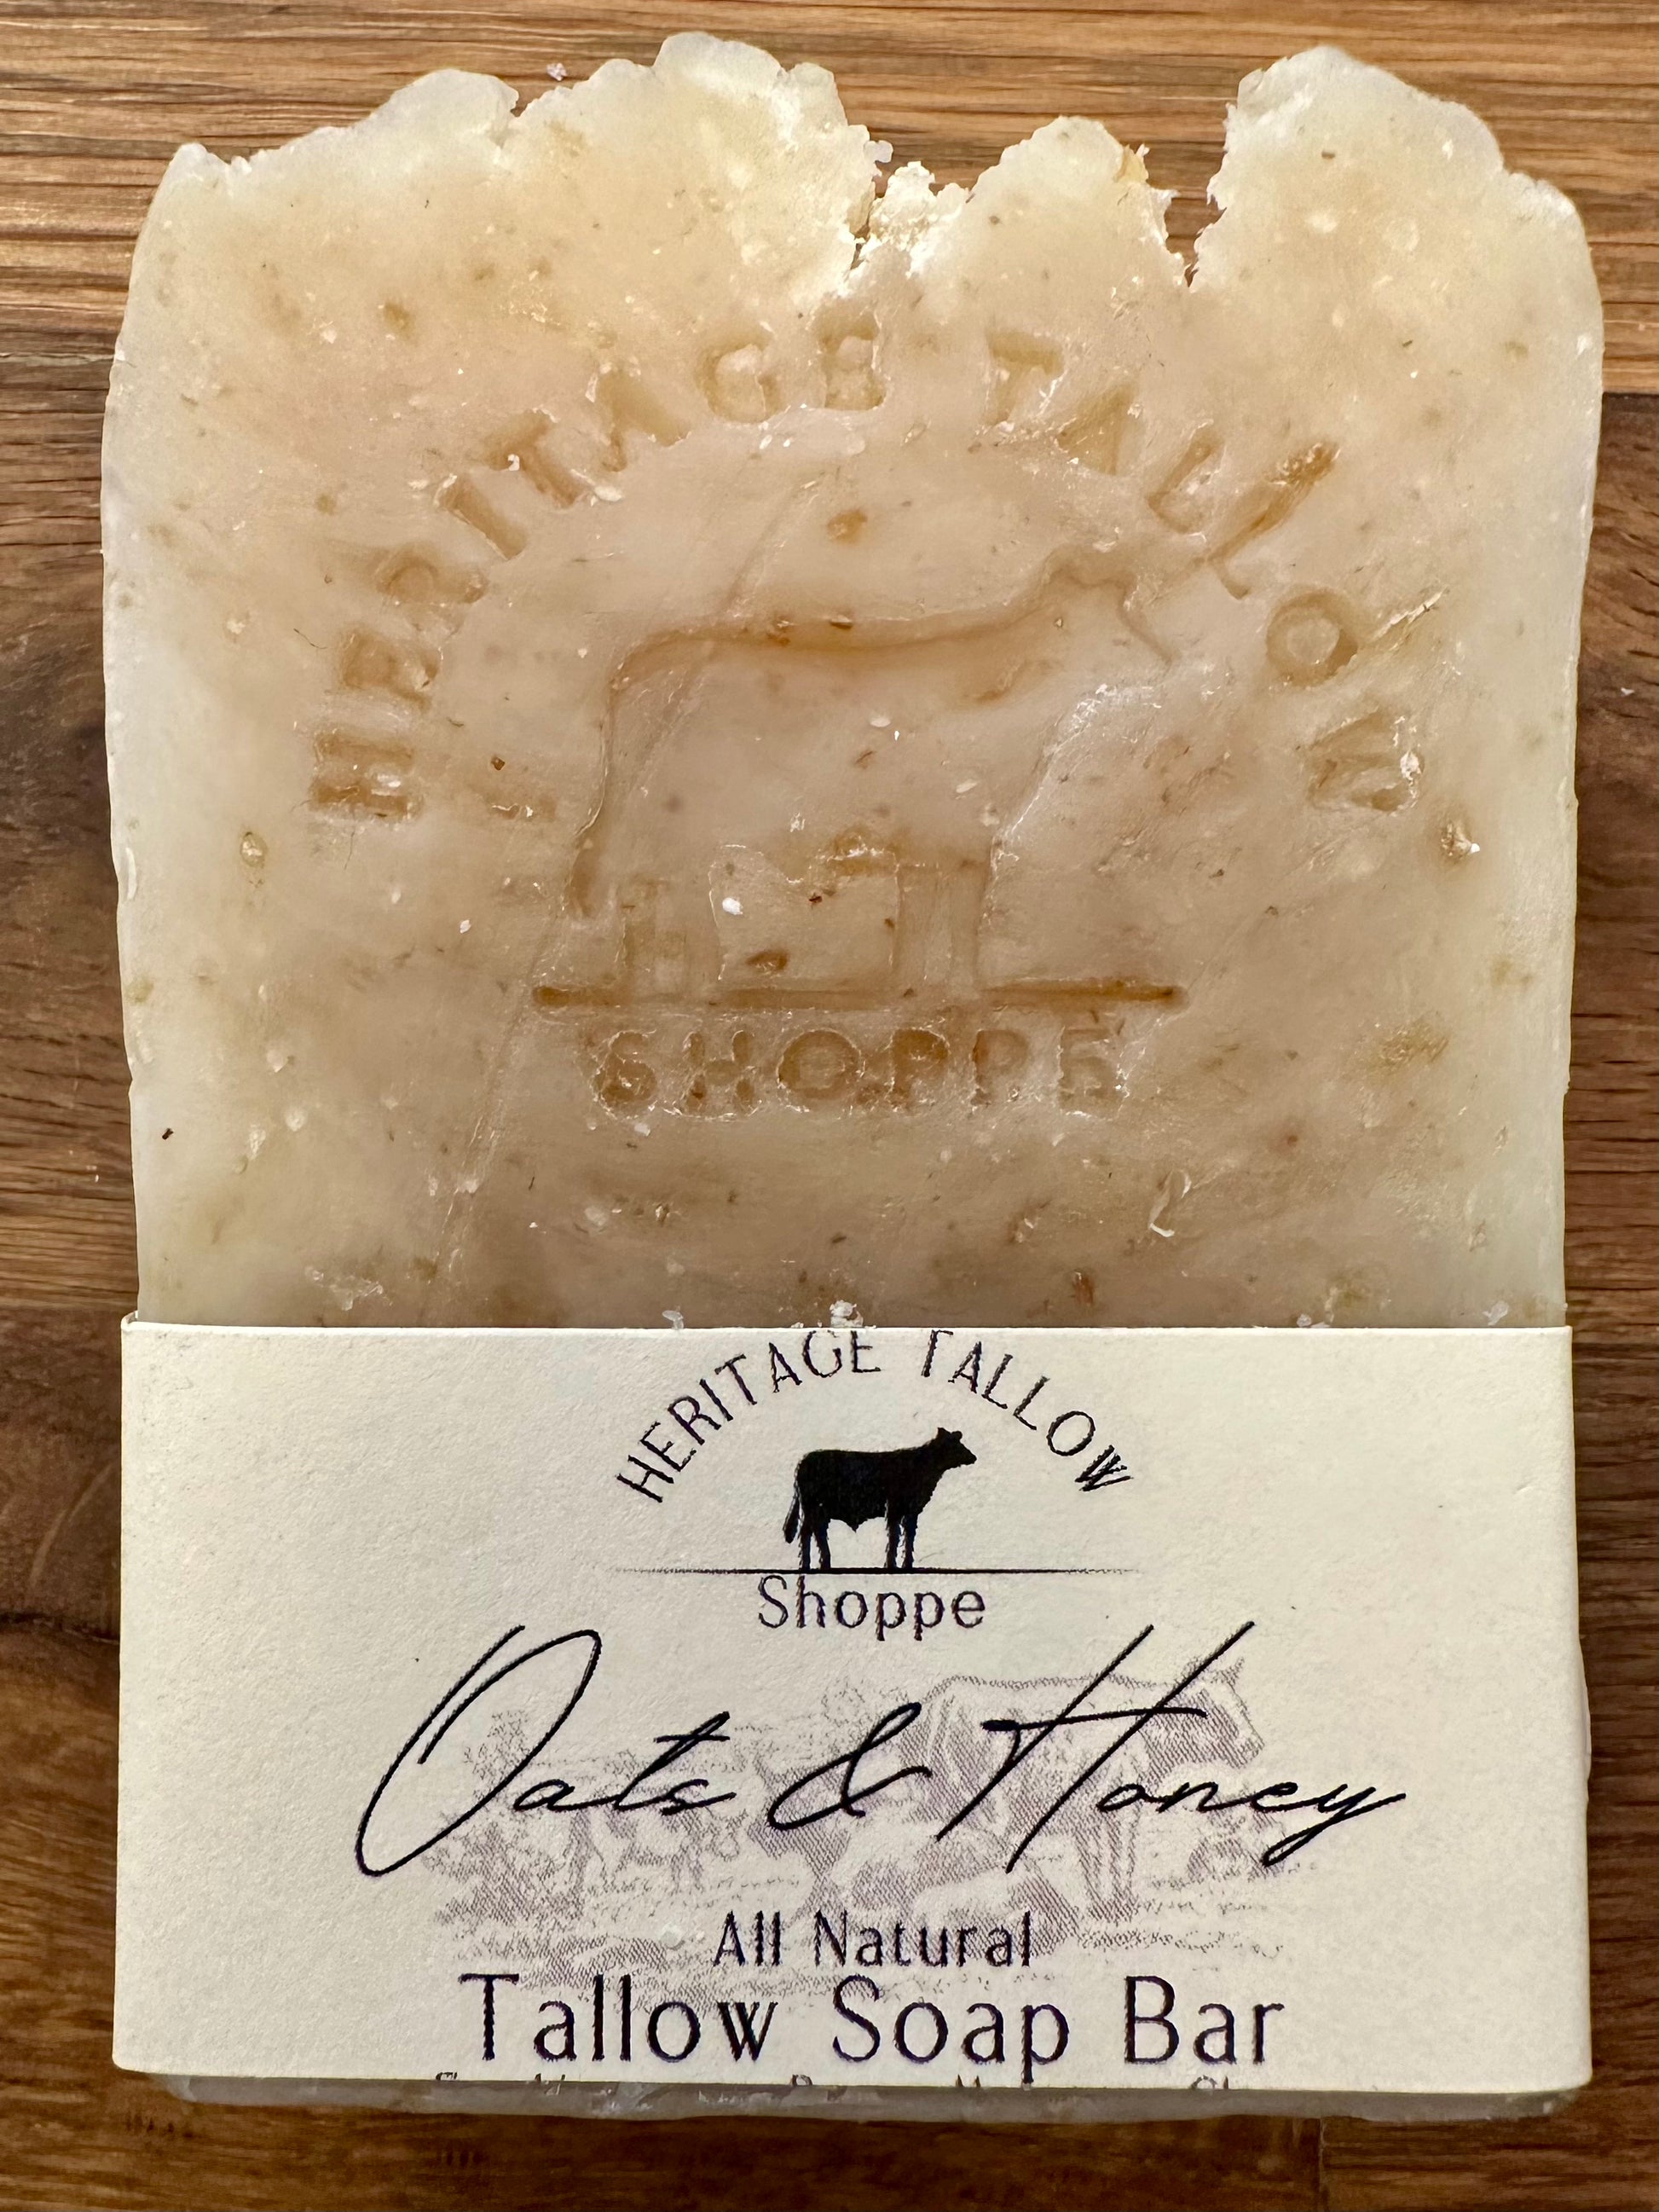 HERITAGE TALLOW
SHOPPE
HERITAGE TALLOW
Shoppe
Oats & Honey
All Natural
Tallow Soap Bar